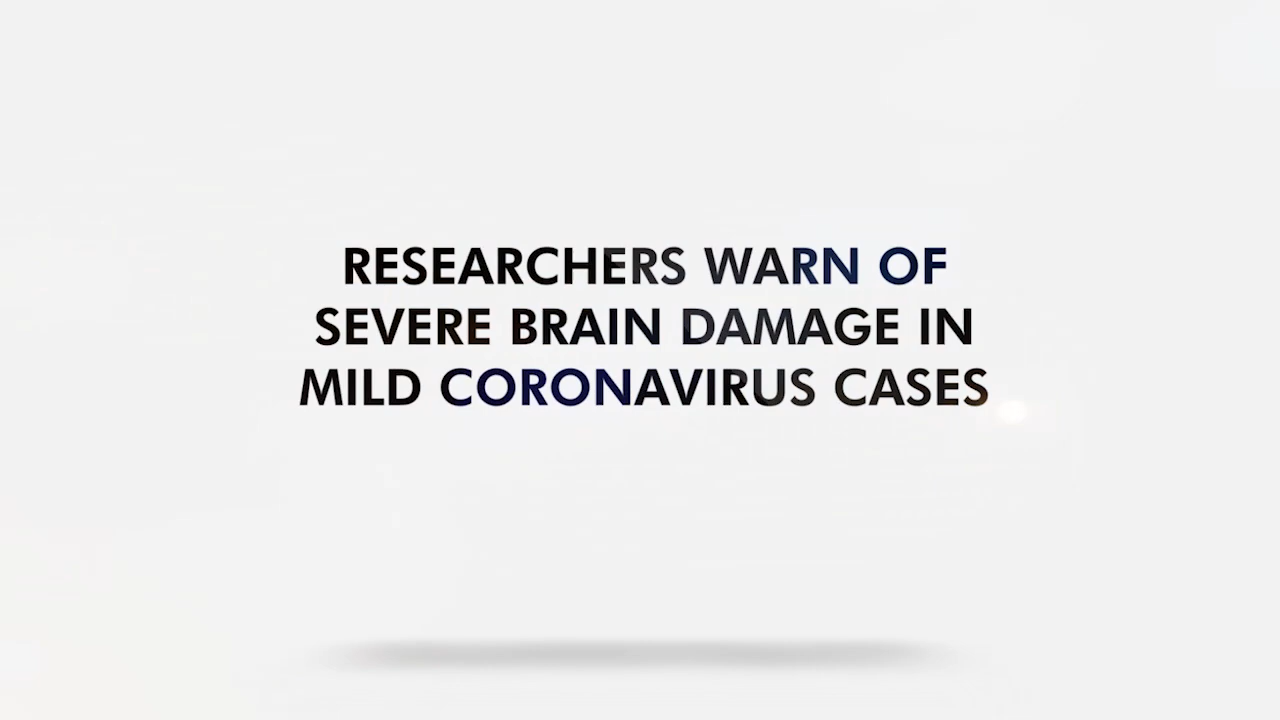 RESEARCHERS WARN OF
SEVERE BRAIN DAMAGE IN
MILD CORONAVIRUS CASES